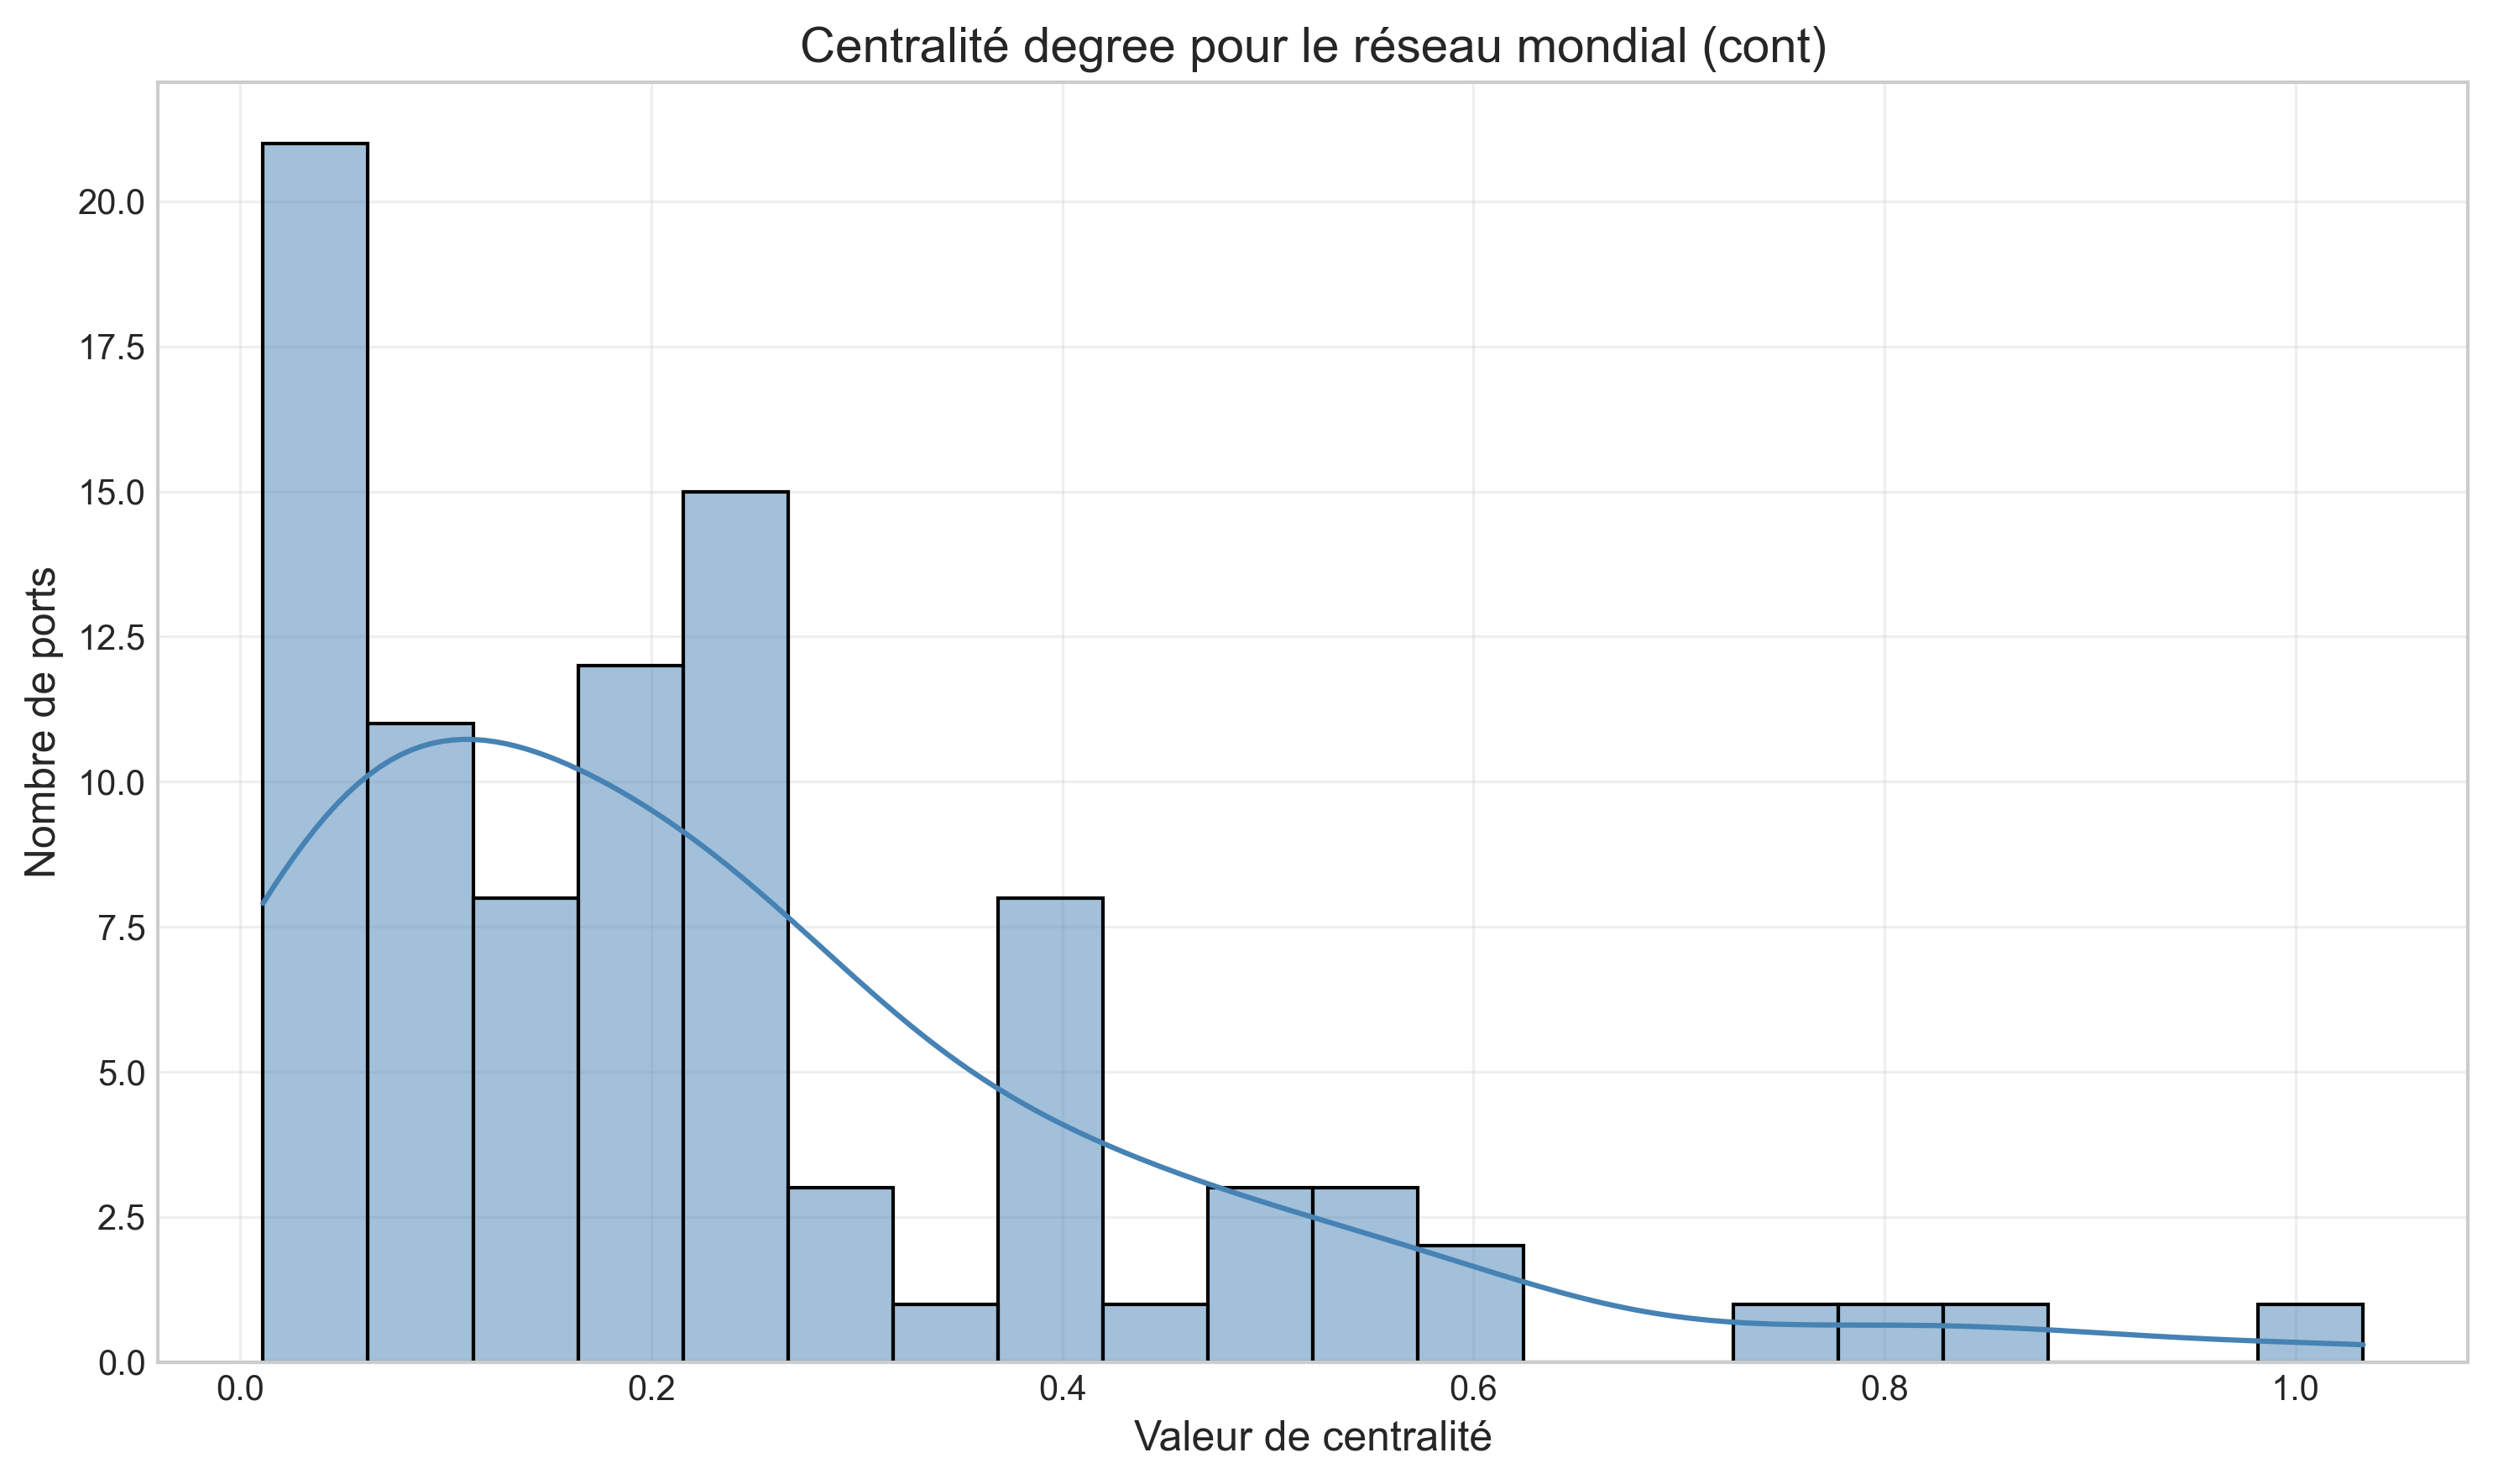 Centralité degree pour le réseau mondial (cont)
Nombre de ports
20.0
17.5
15.0
12.5
10.0
7.5
5.0
2.5
0.0
0.0 0.2 0.4 0.6 0.8 1.0
Valeur de centralité